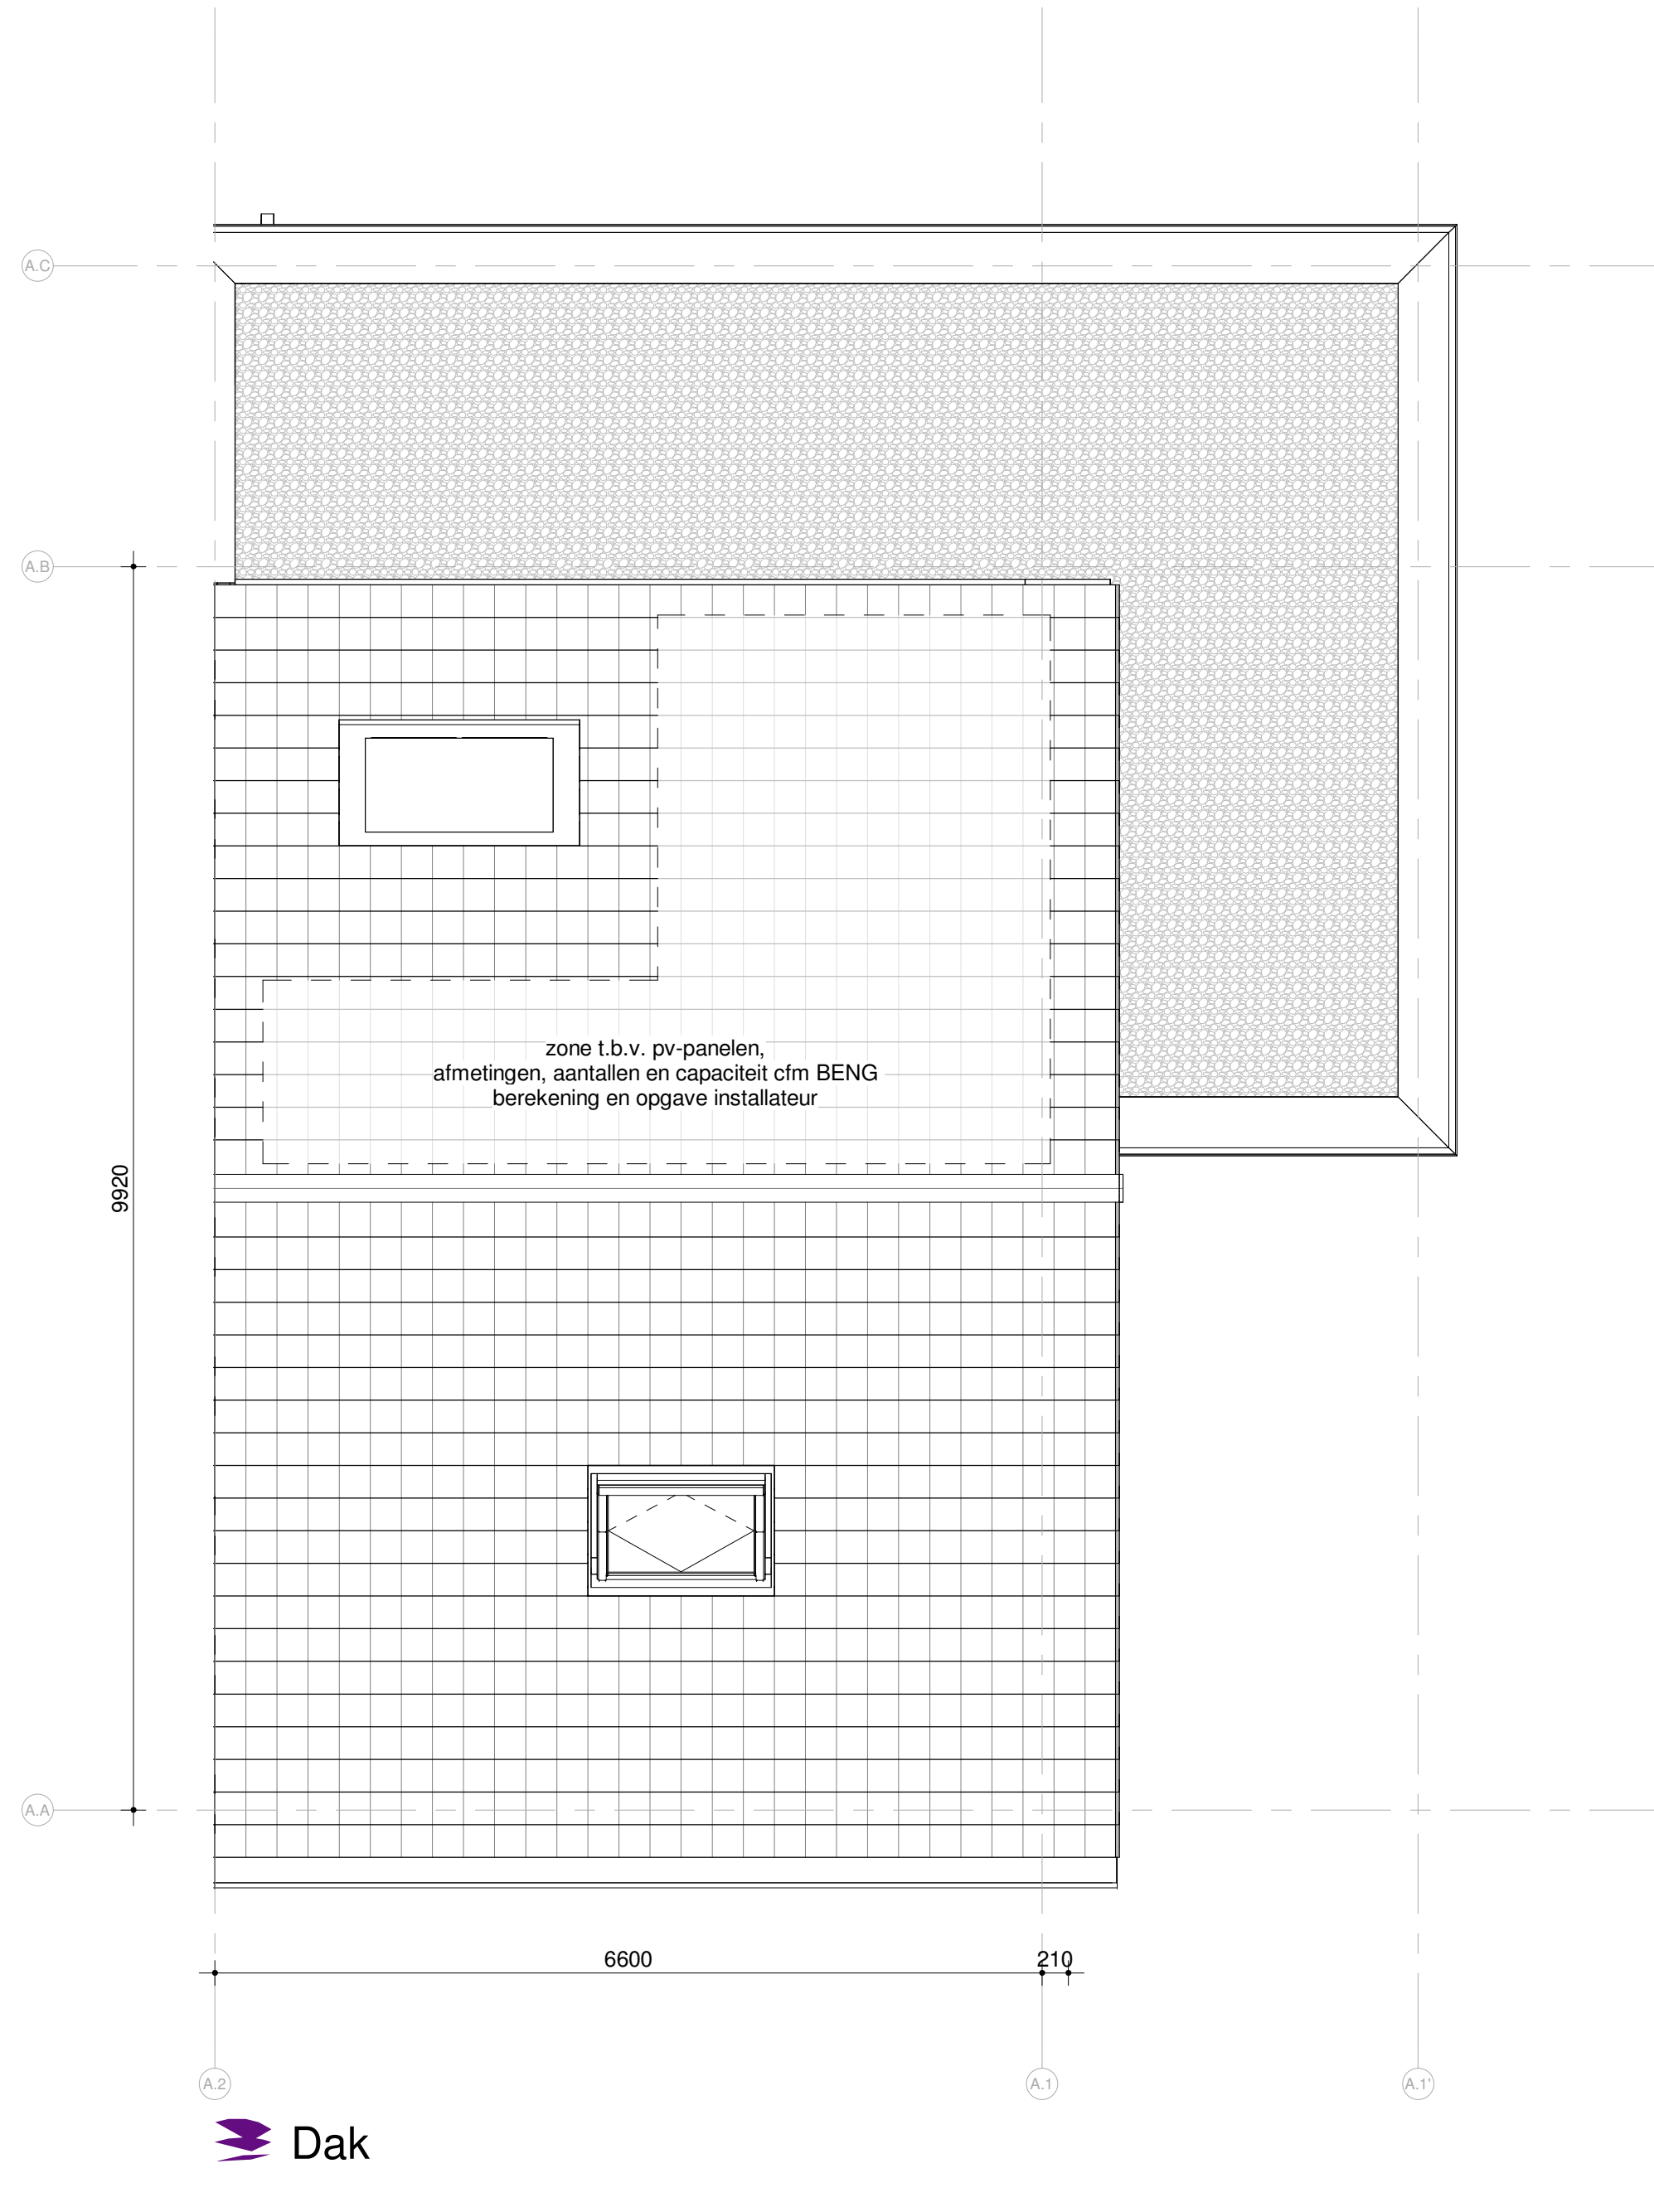 A.C
A.B
zone t.b.v. pv-panelen,
afmetingen, aantallen en capaciteit cfm BENG
berekening en opgave installateur
9920
A.A
6600
210
A.2
A.1
A.1'
Dak